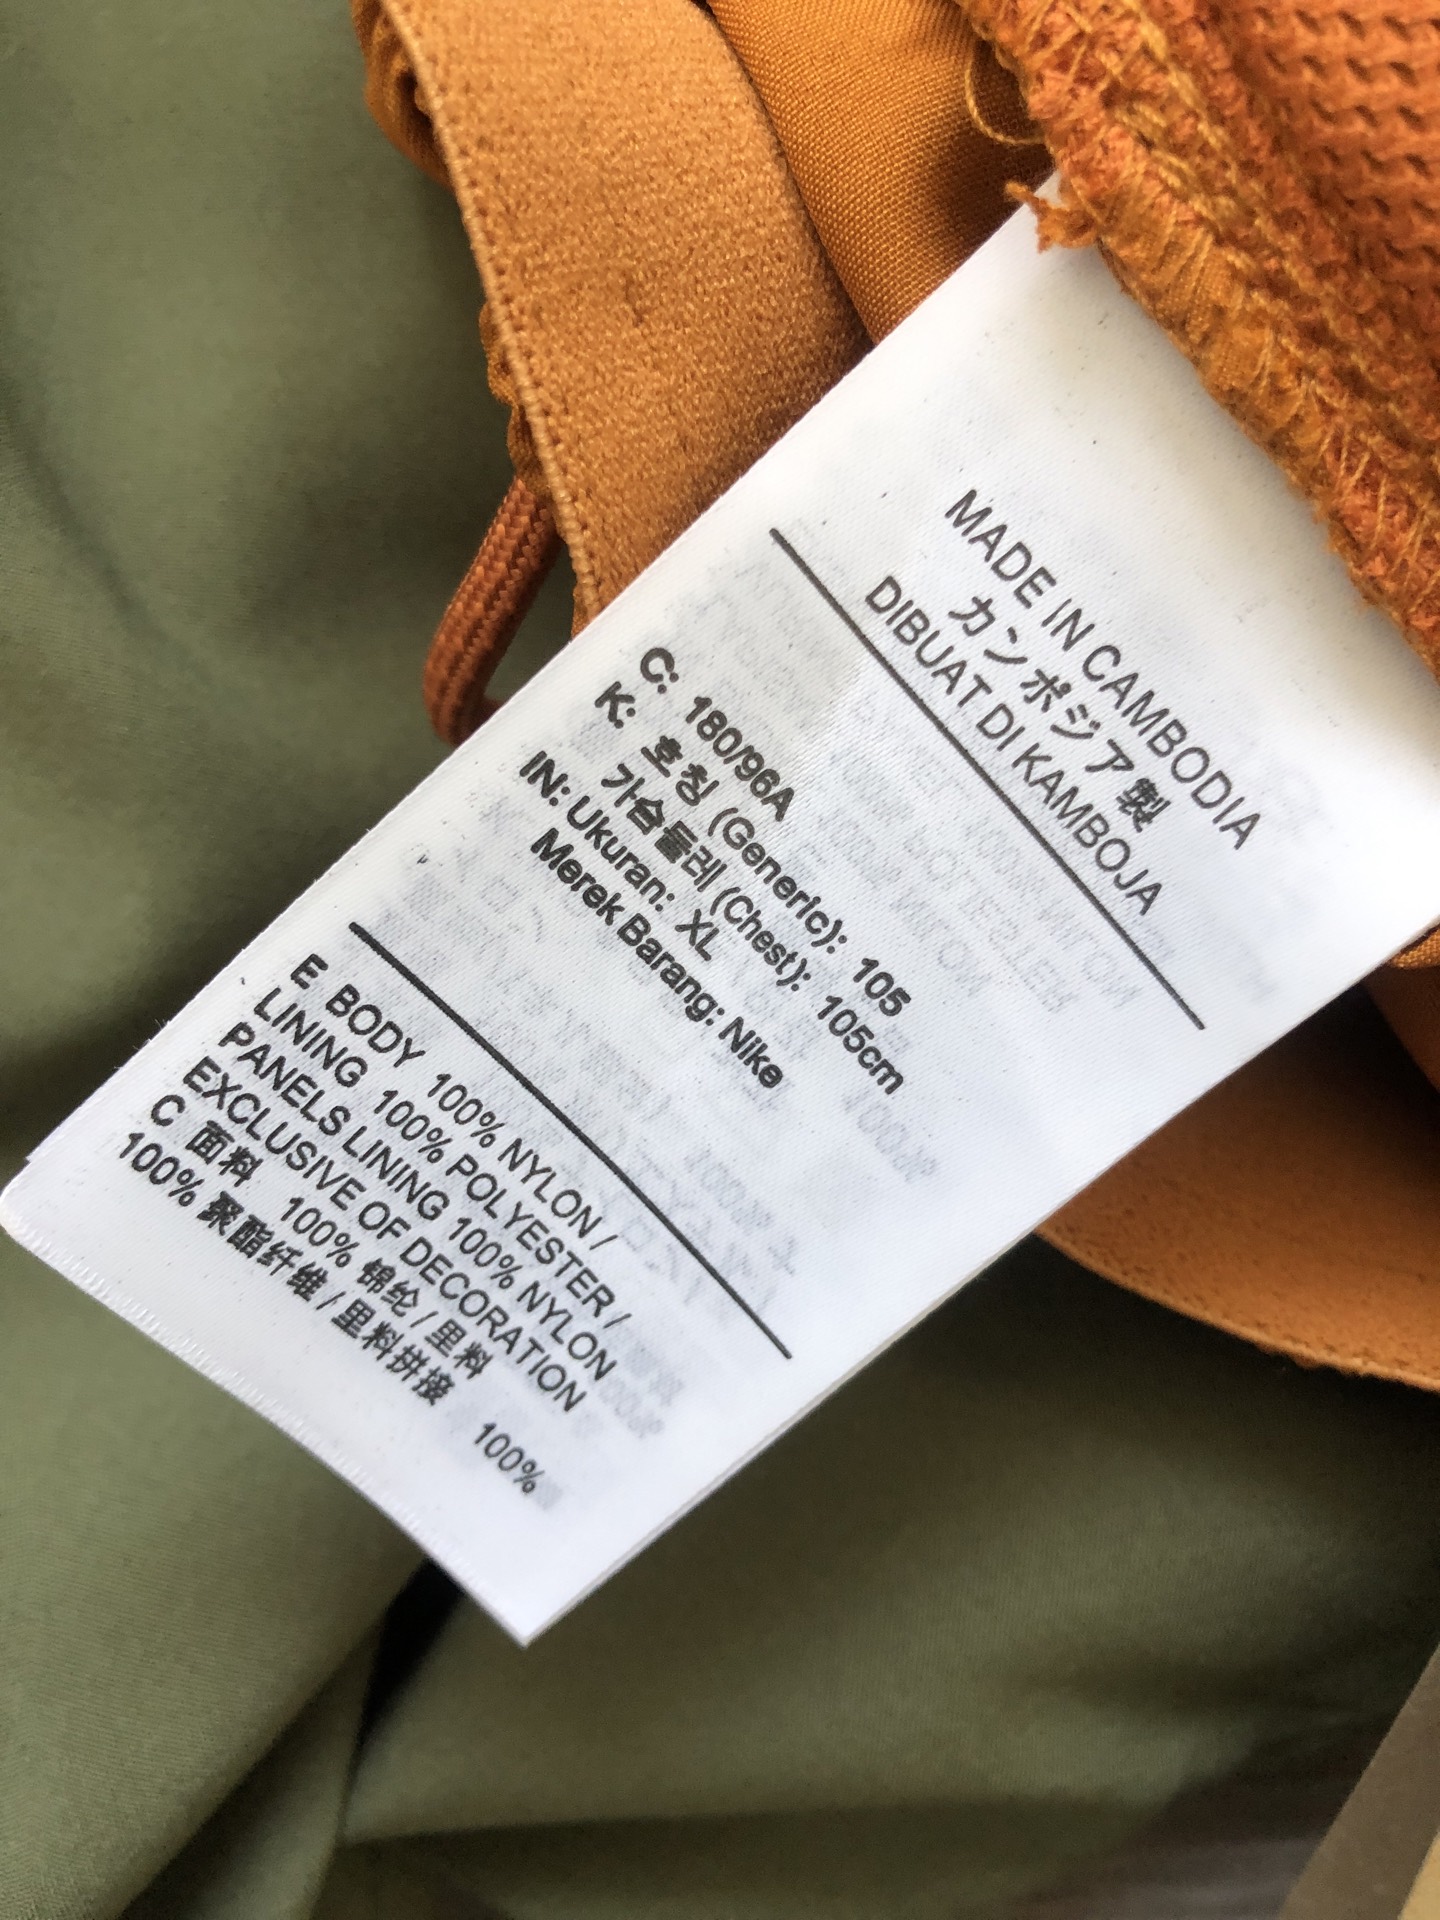 MADE IN CAMBODIA
カンボジア製
DIBUAT DI KAMBOJA
C: 180/96A
K: 호칭 (Generic): 105
가슴둘레 (Chest): 105cm
IN: Ukuran: XL
Merek Barang: Nike
E BODY 100% NYLON /
LINING 100% POLYESTER /
PANELS LINING 100% NYLON
EXCLUSIVE OF DECORATION
C 面料 100% 锦纶 / 里料
100% 聚酯纤维 / 里料拼接 100%